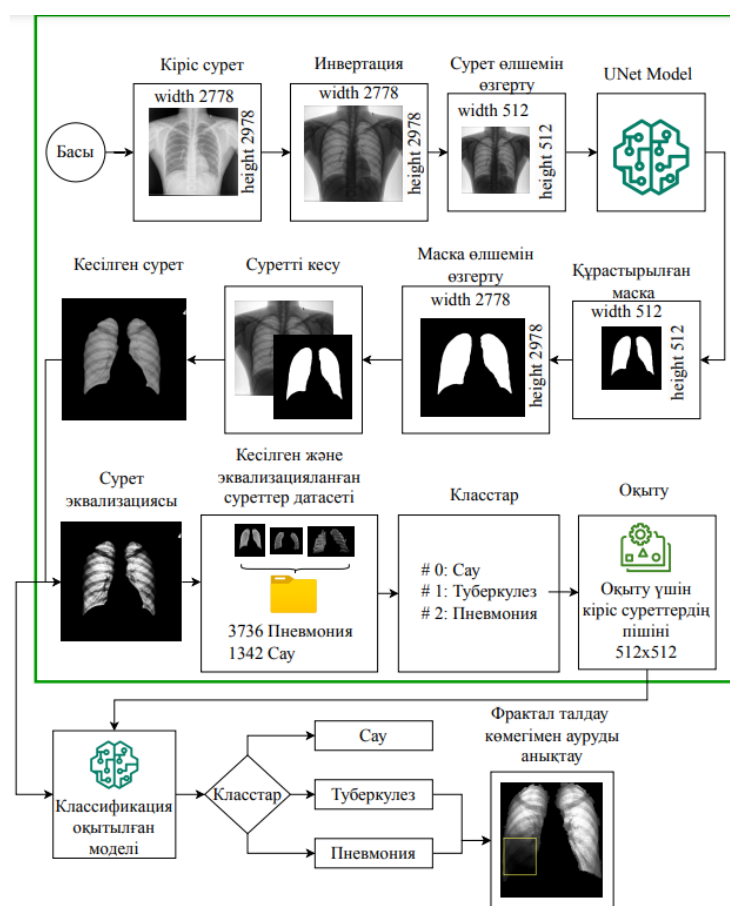 Басы
Кіріс сурет
width 2778
height 2978
Инвертация
width 2778
height 2978
Сурет өлшемін
өзгерту
width 512
height 512
UNet Model
Кесілген сурет
Суретті кесу
Маска өлшемін
өзгерту
width 2778
height 2978
Құрастырылған
маска
width 512
height 512
Сурет
эквализациясы
Кесілген және
эквализацияланған
суреттер датасеті
3736 Пневмония
1342 Сау
Класстар
# 0: Сау
# 1: Туберкулез
# 2: Пневмония
Оқыту
Оқыту үшін
кіріс суреттердің
пішіні
512x512
Классификация
оқытылған
моделі
Класстар
Сау
Туберкулез
Пневмония
Фрактал талдау
көмегімен ауруды
анықтау